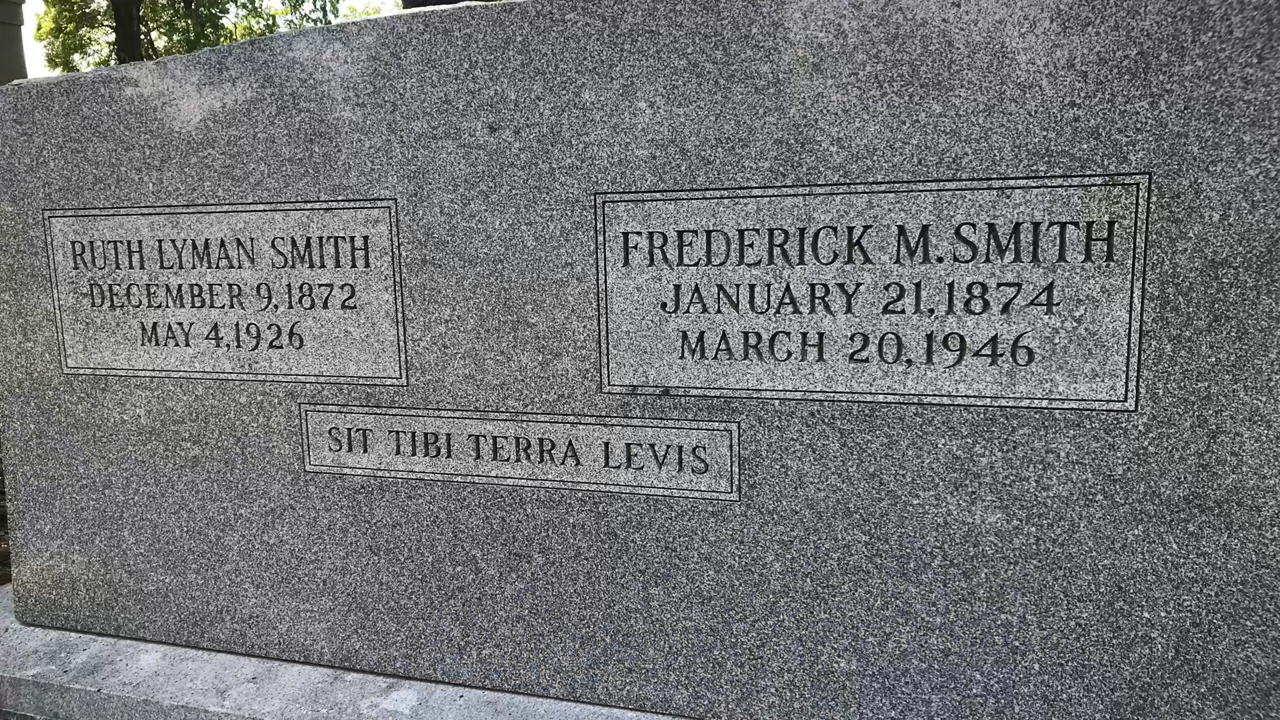 RUTH LYMAN SMITH
DECEMBER 9,1872
MAY 4,1926
FREDERICK M.SMITH
JANUARY 21,1874
MARCH 20,1946
SIT TIBI TERRA LEVIS